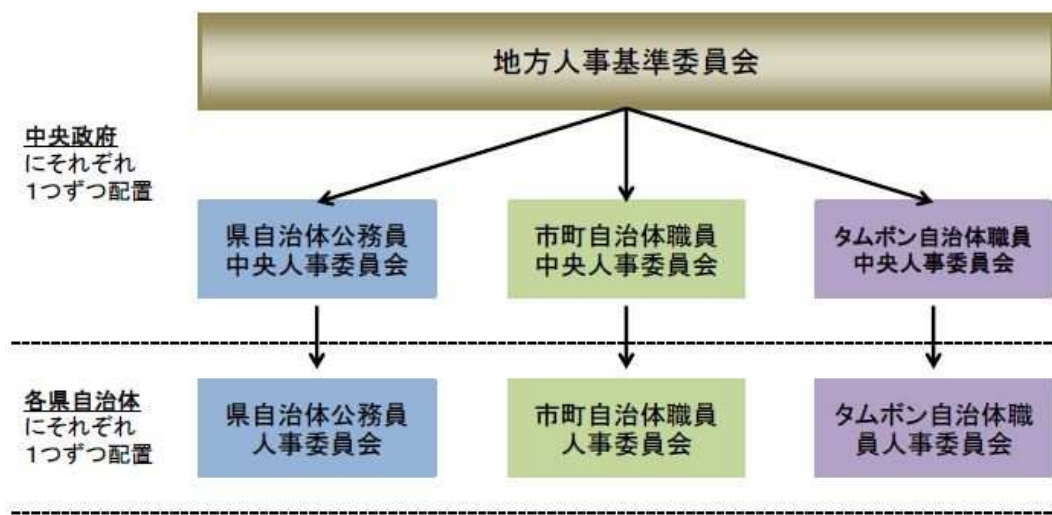 地方人事基準委員会
中央政府
にそれぞれ
1つずつ配置
県自治体公務員
中央人事委員会
市町自治体職員
中央人事委員会
タムボン自治体職員
中央人事委員会
各県自治体
にそれぞれ
1つずつ配置
県自治体公務員
人事委員会
市町自治体職員
人事委員会
タムボン自治体職
員人事委員会